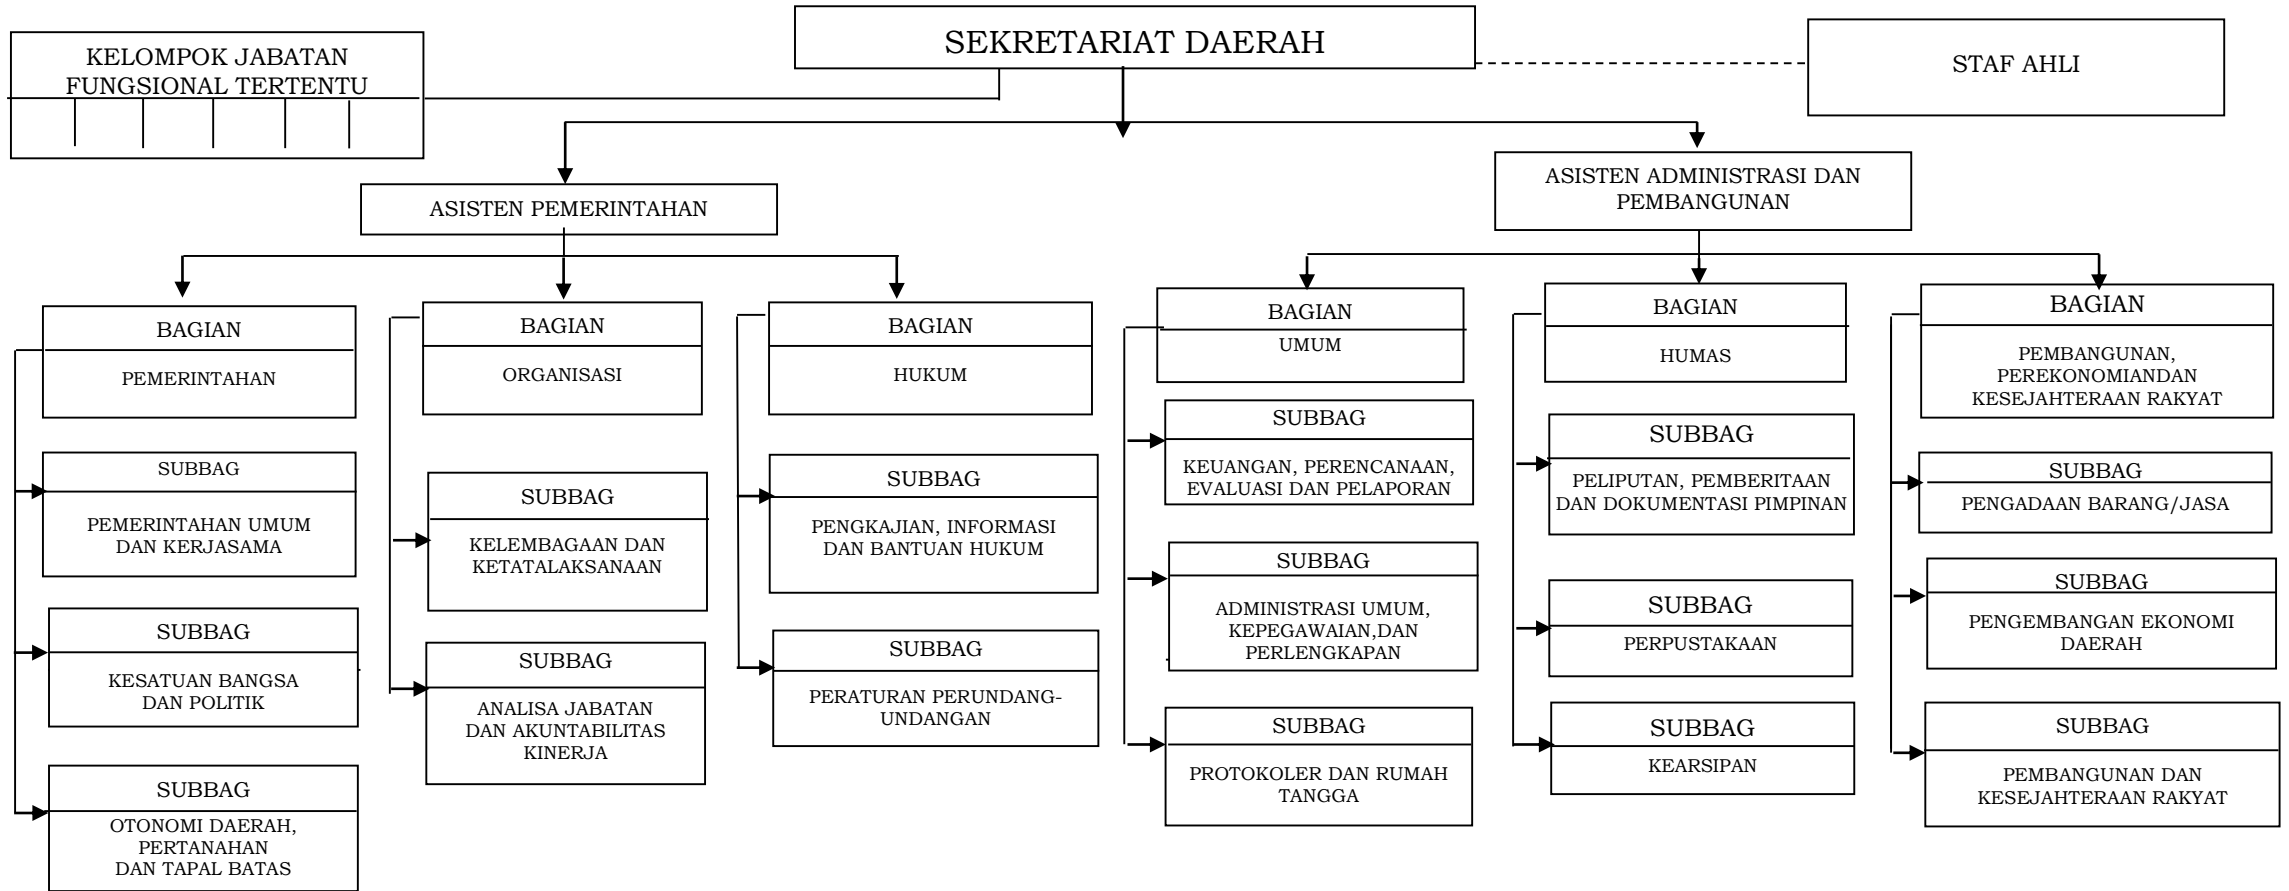 SEKRETARIAT DAERAH
KELOMPOK JABATAN
FUNGSIONAL TERTENTU
STAF AHLI
ASISTEN PEMERINTAHAN
ASISTEN ADMINISTRASI DAN
PEMBANGUNAN
BAGIAN
PEMERINTAHAN
SUBBAG
PEMERINTAHAN UMUM
DAN KERJASAMA
SUBBAG
KESATUAN BANGSA
DAN POLITIK
SUBBAG
OTONOMI DAERAH,
PERTANAHAN
DAN TAPAL BATAS
BAGIAN
ORGANISASI
SUBBAG
KELEMBAGAAN DAN
KETATALAKSANAAN
SUBBAG
ANALISA JABATAN
DAN AKUNTABILITAS
KINERJA
BAGIAN
HUKUM
SUBBAG
PENGKAJIAN, INFORMASI
DAN BANTUAN HUKUM
SUBBAG
PERATURAN PERUNDANG-
UNDANGAN
BAGIAN
UMUM
SUBBAG
KEUANGAN, PERENCANAAN,
EVALUASI DAN PELAPORAN
SUBBAG
ADMINISTRASI UMUM,
KEPEGAWAIAN,DAN
PERLENGKAPAN
SUBBAG
PROTOKOLER DAN RUMAH
TANGGA
BAGIAN
HUMAS
SUBBAG
PELIPUTAN, PEMBERITAAN
DAN DOKUMENTASI PIMPINAN
SUBBAG
PERPUSTAKAAN
SUBBAG
KEARSIPAN
BAGIAN
PEMBANGUNAN,
PEREKONOMIANDAN
KESEJAHTERAAN RAKYAT
SUBBAG
PENGADAAN BARANG/JASA
SUBBAG
PENGEMBANGAN EKONOMI
DAERAH
SUBBAG
PEMBANGUNAN DAN
KESEJAHTERAAN RAKYAT